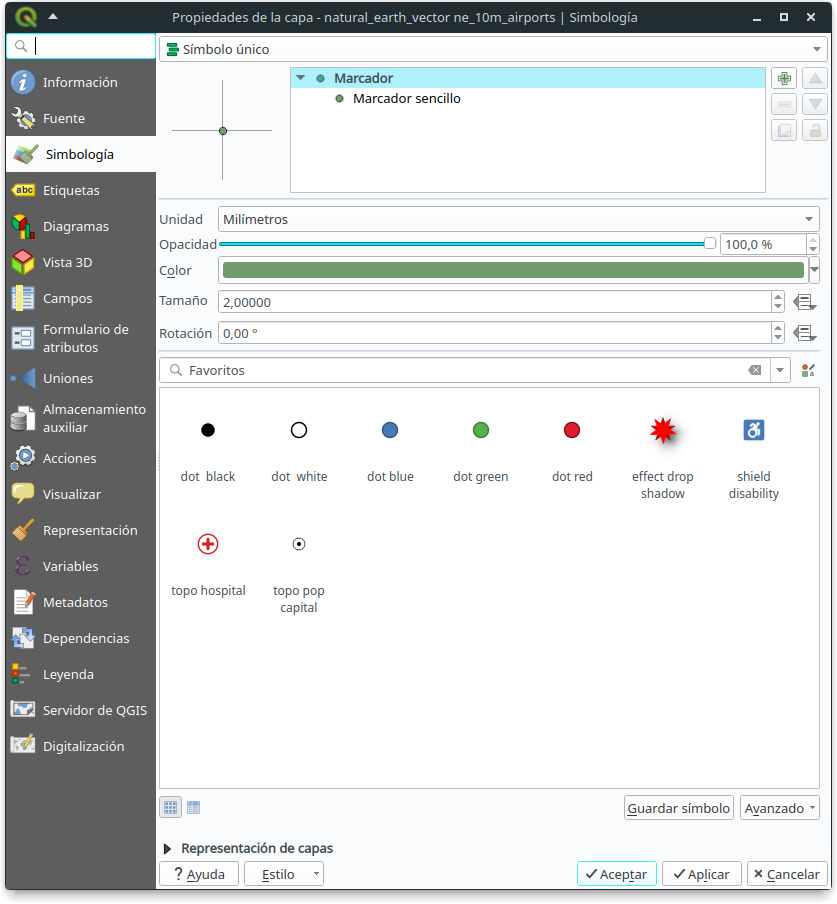 Propiedades de la capa - natural_earth_vector ne_10m_airports | Simbología
Información
Fuente
Simbología
Etiquetas
Diagramas
Vista 3D
Campos
Formulario de
atributos
Uniones
Almacenamiento
auxiliar
Acciones
Visualizar
Representación
Variables
Metadatos
Dependencias
Leyenda
Servidor de QGIS
Digitalización
Símbolo único
Marcador
Marcador sencillo
Unidad Milímetros
Opacidad 100,0 %
Color
Tamaño 2,00000
Rotación 0,00 °
Favoritos
dot  black dot  white dot blue dot green dot red effect drop shield
shadow disability
topo hospital topo pop
capital
Guardar símbolo Avanzado
Representación de capas
? Ayuda Estilo Aceptar Aplicar Cancelar
abc